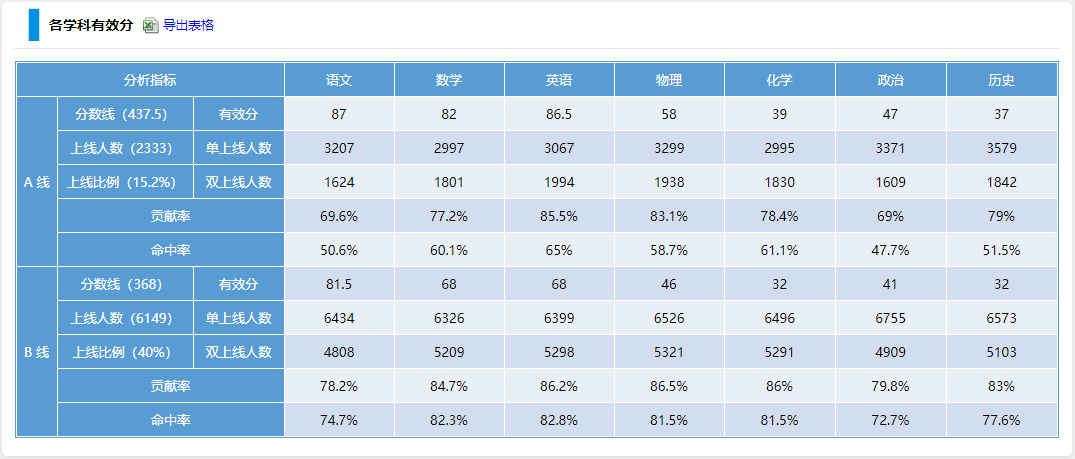 各学科有效分 导出表格
分析指标 语文 数学 英语 物理 化学 政治 历史
A 线 分数线（437.5） 有效分 87 82 86.5 58 39 47 37
上线人数（2333） 单上线人数 3207 2997 3067 3299 2995 3371 3579
上线比例（15.2%） 双上线人数 1624 1801 1994 1938 1830 1609 1842
贡献率 69.6% 77.2% 85.5% 83.1% 78.4% 69% 79%
命中率 50.6% 60.1% 65% 58.7% 61.1% 47.7% 51.5%
B 线 分数线（368） 有效分 81.5 68 68 46 32 41 32
上线人数（6149） 单上线人数 6434 6326 6399 6526 6496 6755 6573
上线比例（40%） 双上线人数 4808 5209 5298 5321 5291 4909 5103
贡献率 78.2% 84.7% 86.2% 86.5% 86% 79.8% 83%
命中率 74.7% 82.3% 82.8% 81.5% 81.5% 72.7% 77.6%